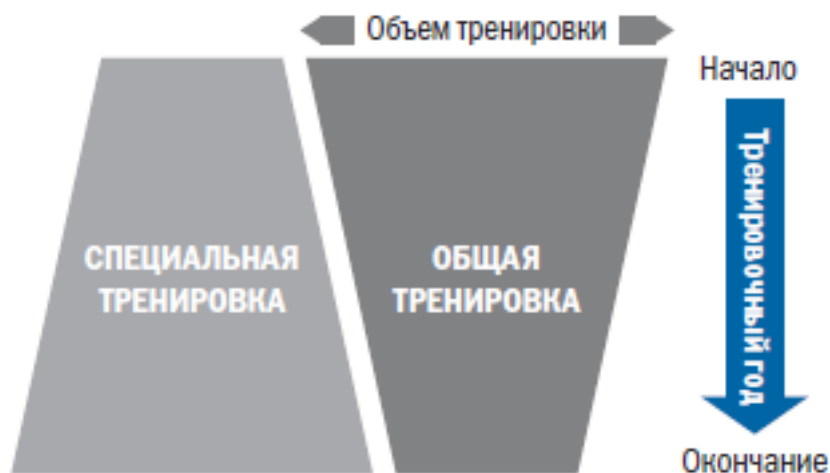 Объем тренировки
Начало
СПЕЦИАЛЬНАЯ
ТРЕНИРОВКА
ОБЩАЯ
ТРЕНИРОВКА
Тренировочный год
Окончание